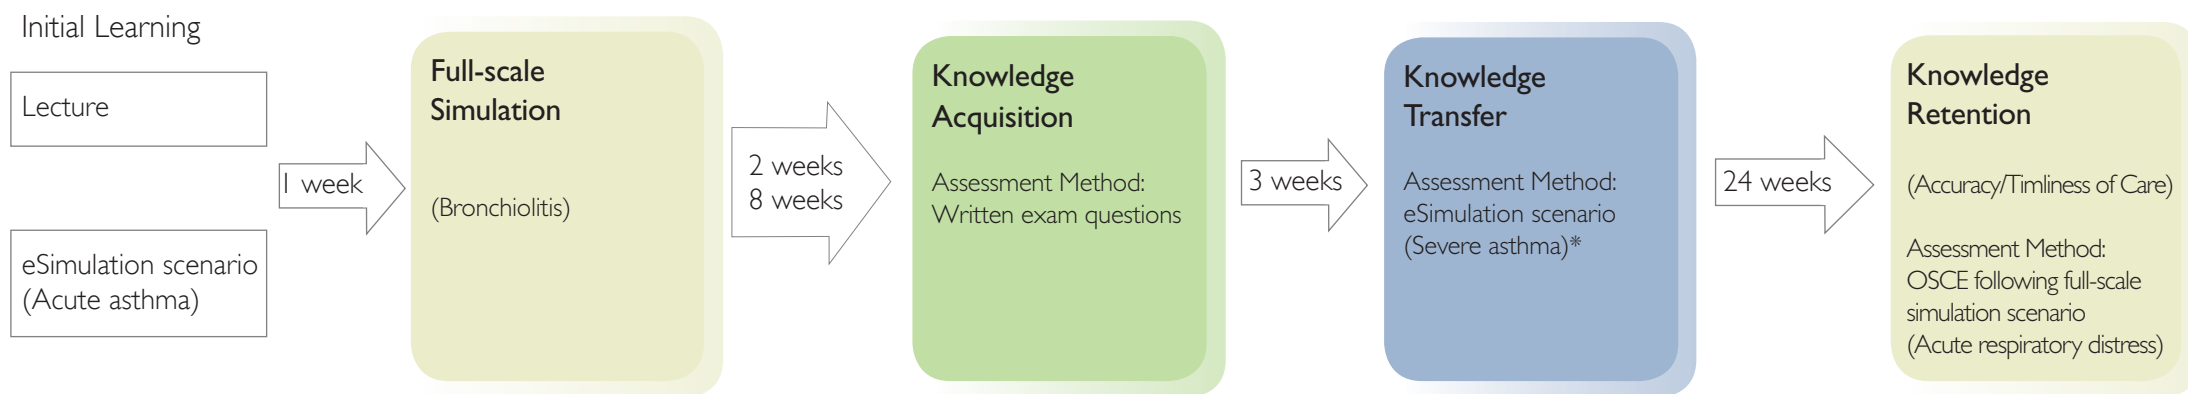 Initial Learning
Lecture
eSimulation scenario
(Acute asthma)
1 week
Full-scale
Simulation
(Bronchiolitis)
2 weeks
8 weeks
Knowledge
Acquisition
Assessment Method:
Written exam questions
3 weeks
Knowledge
Transfer
Assessment Method:
eSimulation scenario
(Severe asthma)*
24 weeks
Knowledge
Retention
(Accuracy/Timliness of Care)
Assessment Method:
OSCE following full-scale
simulation scenario
(Acute respiratory distress)